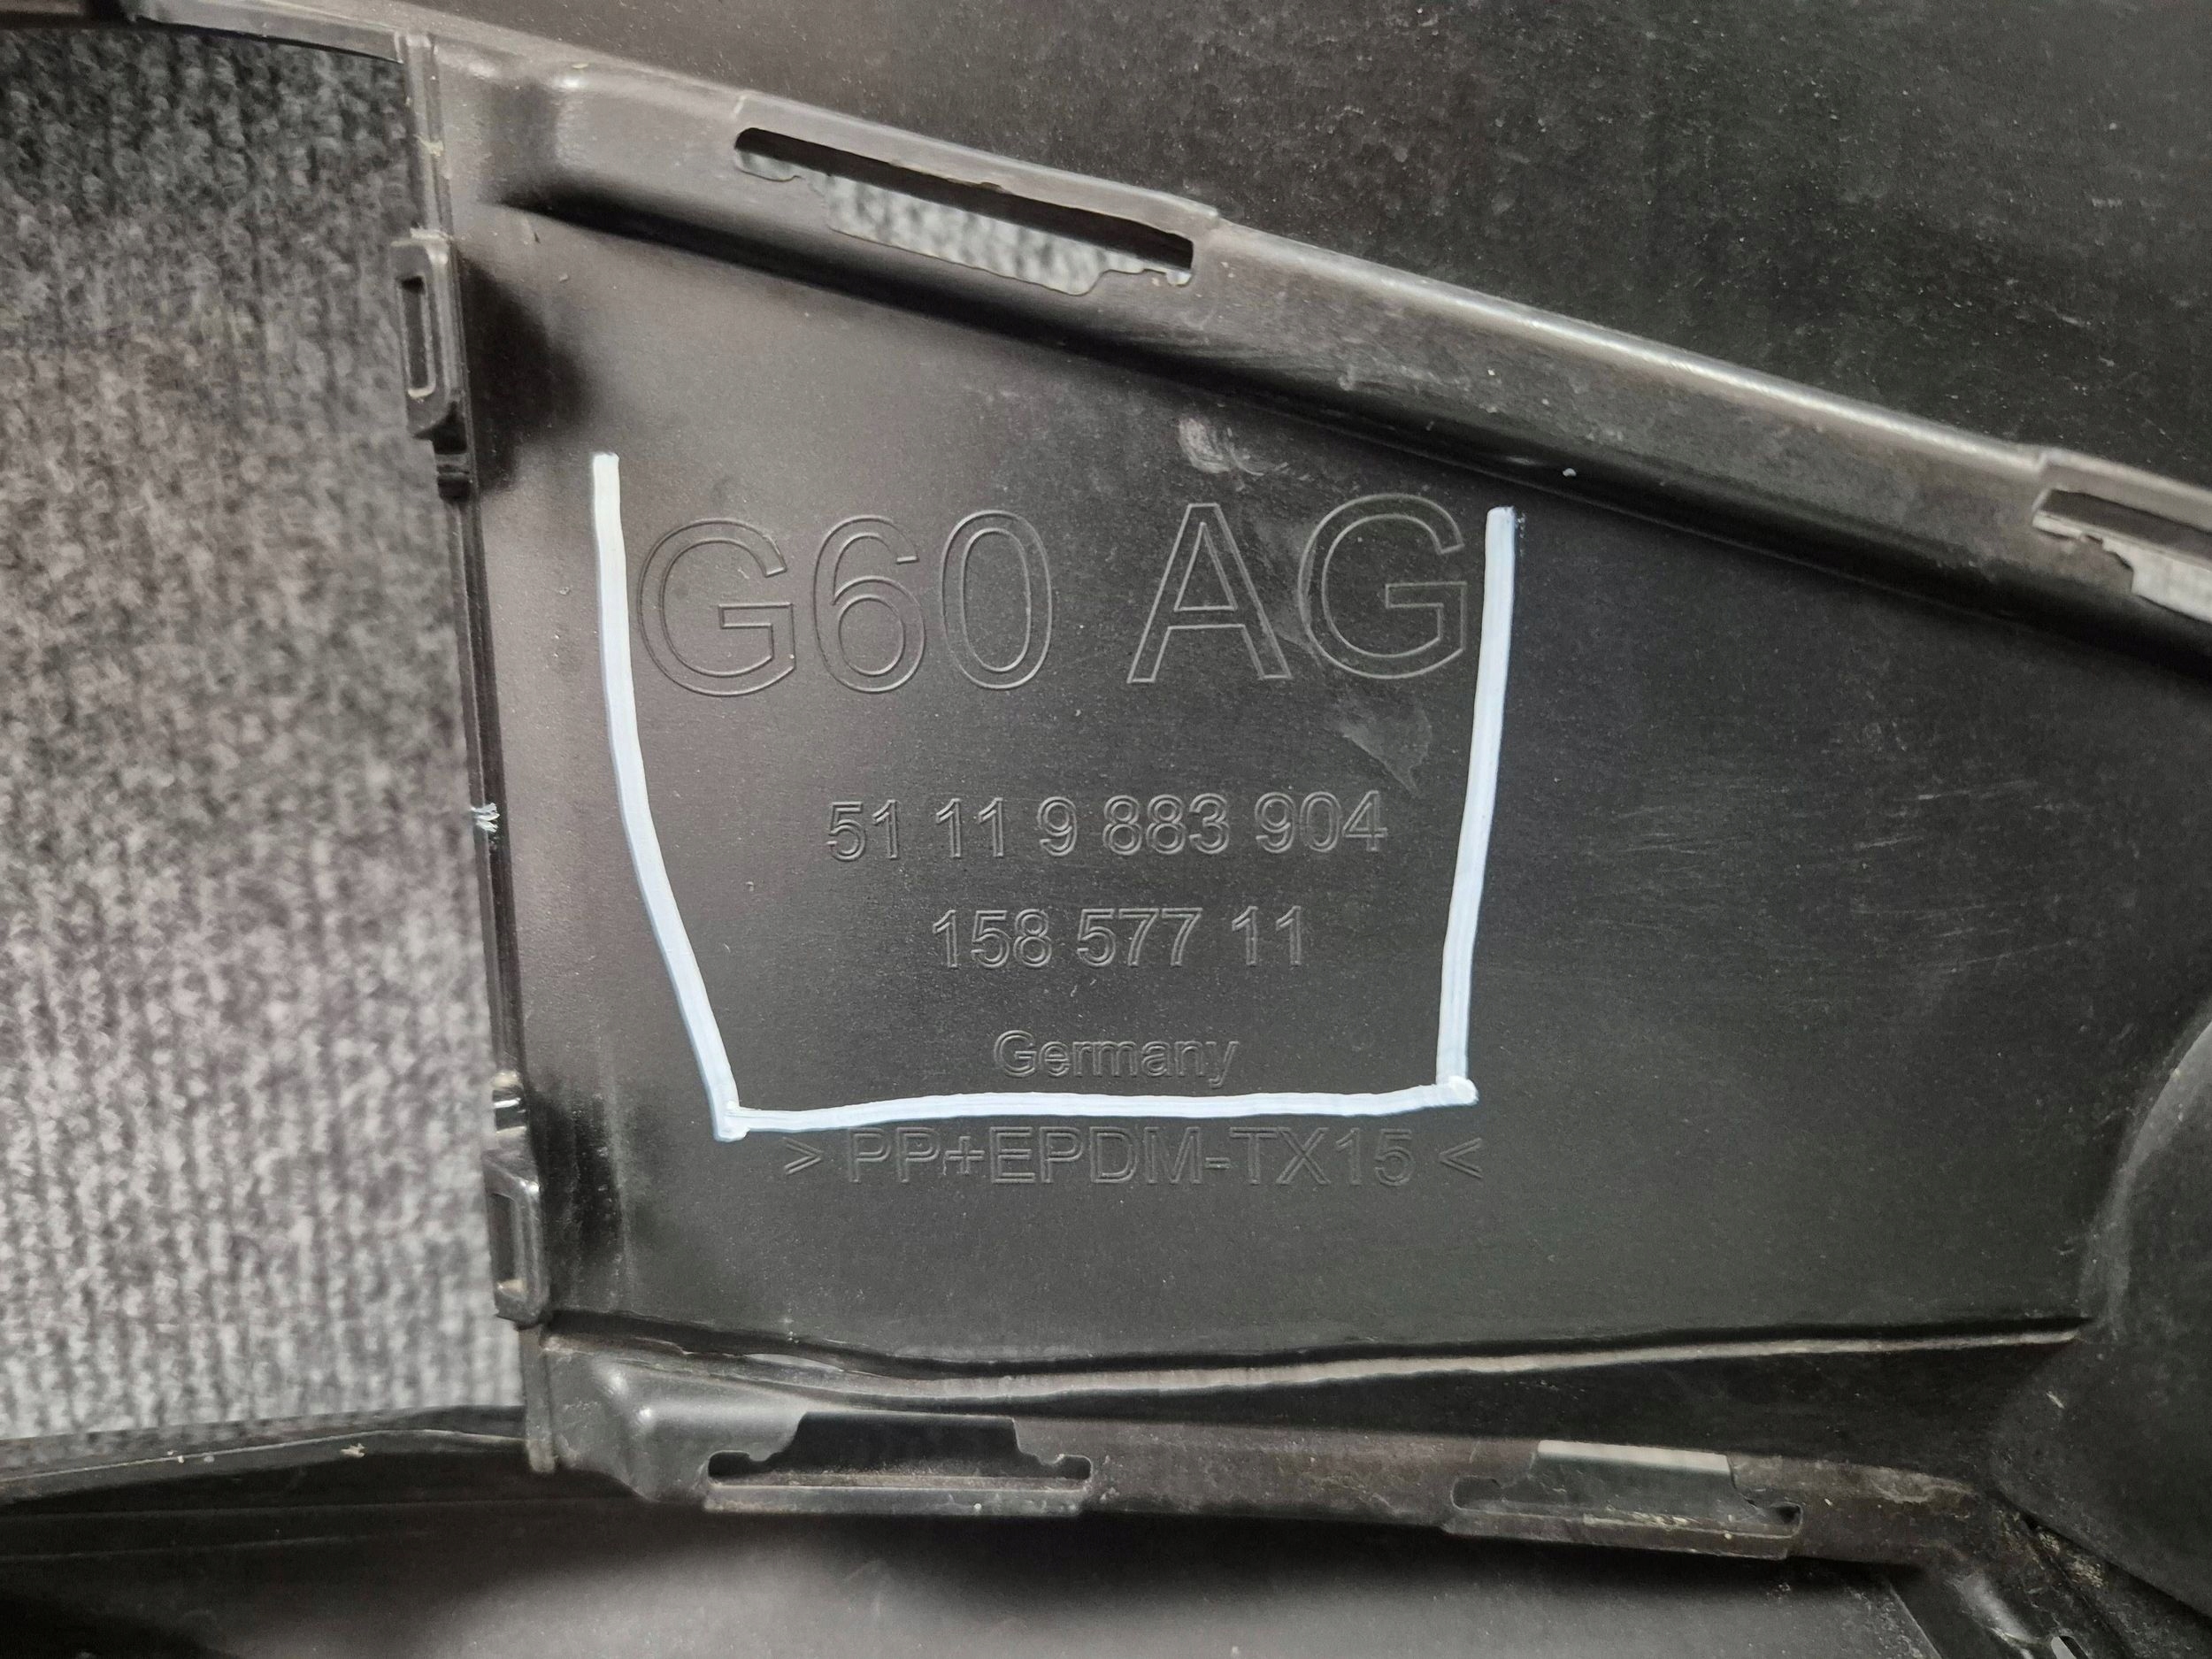 G60 AG
51 11 9 883 904
158 577 11
Germany
> PP+EPDM-TX15 <